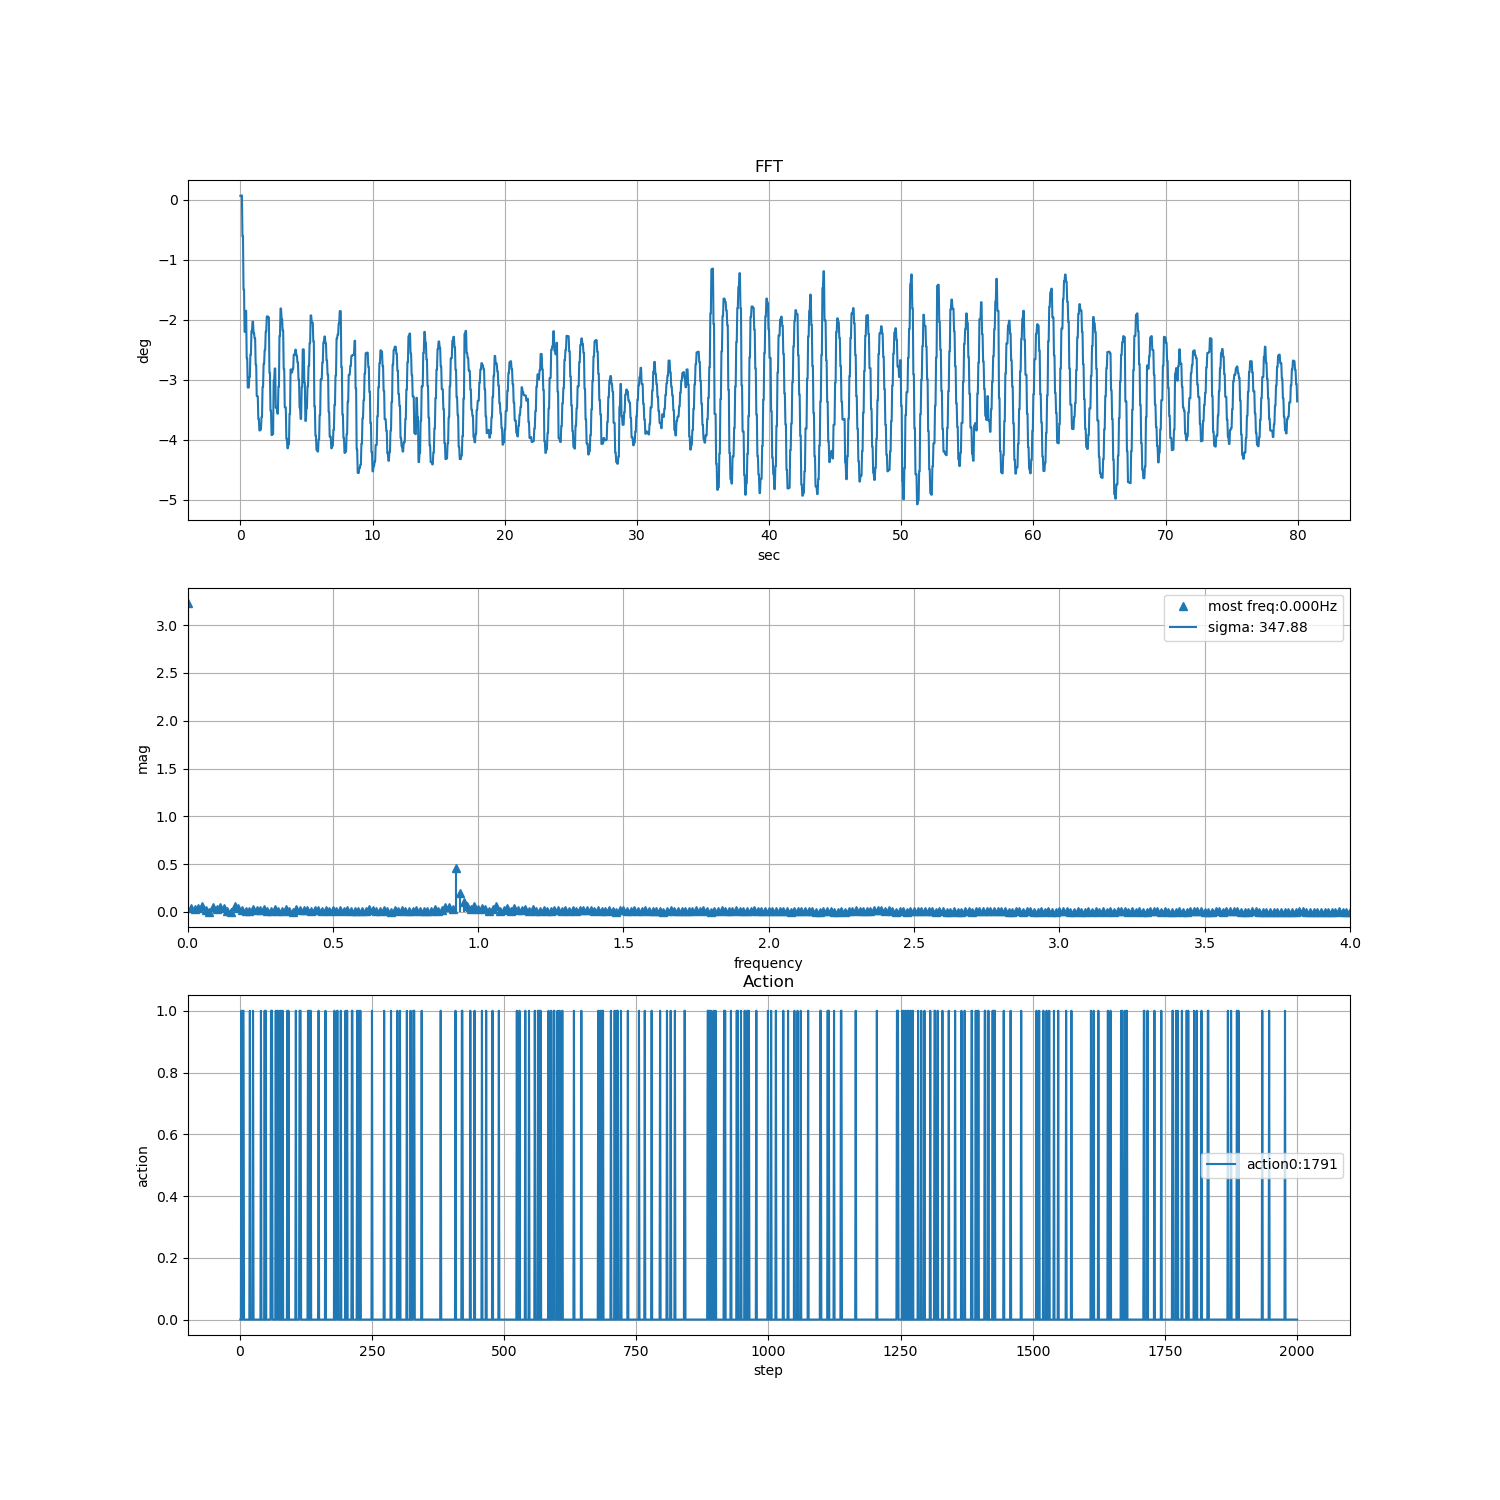 FFT
0
−1
−2
−3
−4
−5
deg
0 10 20 30 40 50 60 70 80
sec
most freq:0.000Hz
sigma: 347.88
3.0
2.5
2.0
1.5
1.0
0.5
0.0
mag
0.0 0.5 1.0 1.5 2.0 2.5 3.0 3.5 4.0
frequency
Action
1.0
0.8
0.6
0.4
0.2
0.0
action
action0:1791
0 250 500 750 1000 1250 1500 1750 2000
step